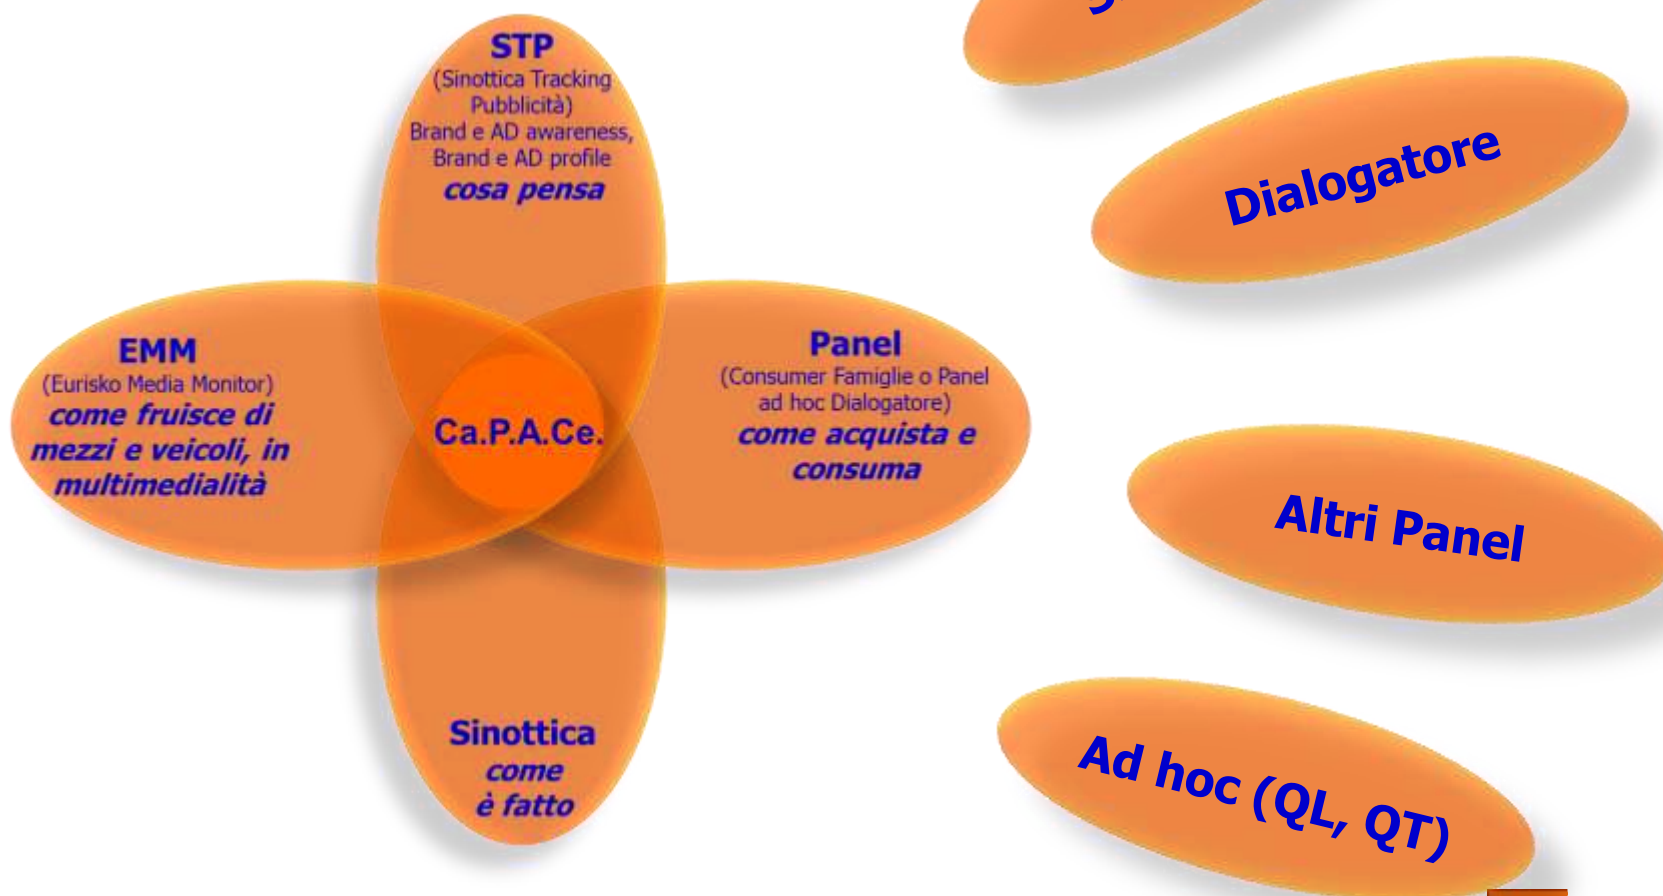 STP
(Sinottica Tracking
Pubblicità)
Brand e AD awareness,
Brand e AD profile
cosa pensa
EMM
(Eurisko Media Monitor)
come fruisce di
mezzi e veicoli, in
multimedialità
Ca.P.A.Ce.
Panel
(Consumer Famiglie o Panel
ad hoc Dialogatore)
come acquista e
consuma
Sinottica
come
è fatto
Dialogatore
Altri Panel
Ad hoc (QL, QT)